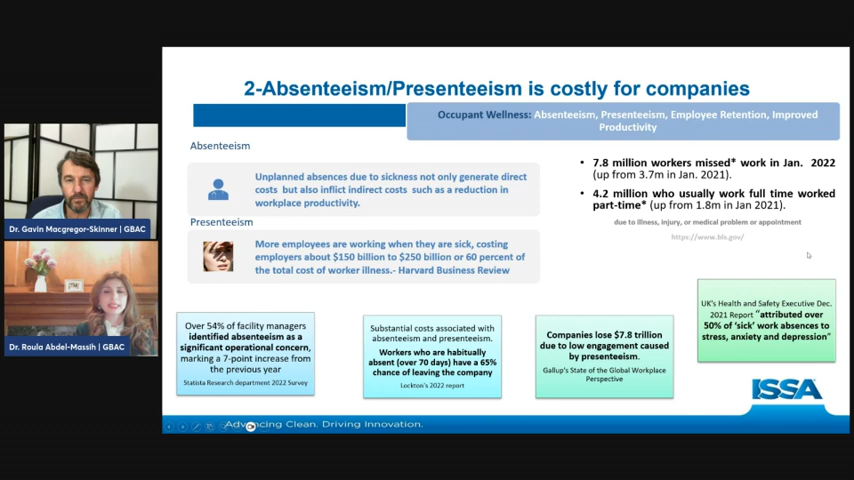 2-Absenteeism/Presenteeism is costly for companies
Occupant Wellness: Absenteeism, Presenteeism, Employee Retention, Improved
Productivity
Absenteeism
Unplanned absences due to sickness not only generate direct
costs but also inflict indirect costs such as a reduction in
workplace productivity.
Presenteeism
More employees are working when they are sick, costing
employers about $150 billion to $250 billion or 60 percent of
the total cost of worker illness.- Harvard Business Review
• 7.8 million workers missed* work in Jan. 2022
(up from 3.7m in Jan. 2021).
• 4.2 million who usually work full time worked
part-time* (up from 1.8m in Jan. 2021).
due to illness, injury, or medical problem or appointment
https://www.bls.gov/
Dr. Gavin Macgregor-Skinner | GBAC
Dr. Roula Abdel-Massih | GBAC
Over 54% of facility managers
identified absenteeism as a
significant operational concern,
marking a 7-point increase from
the previous year
Statista Research department 2022 Survey
Substantial costs associated with
absenteeism and presenteeism.
Workers who are habitually
absent (over 70 days) have a 65%
chance of leaving the company
Lockton's 2022 report
Companies lose $7.8 trillion
due to low engagement caused
by presenteeism.
Gallup's State of the Global Workplace
Perspective
UK's Health and Safety Executive Dec.
2021 Report "attributed over
50% of 'sick' work absences to
stress, anxiety and depression"
ISSA
Advancing Clean. Driving Innovation.